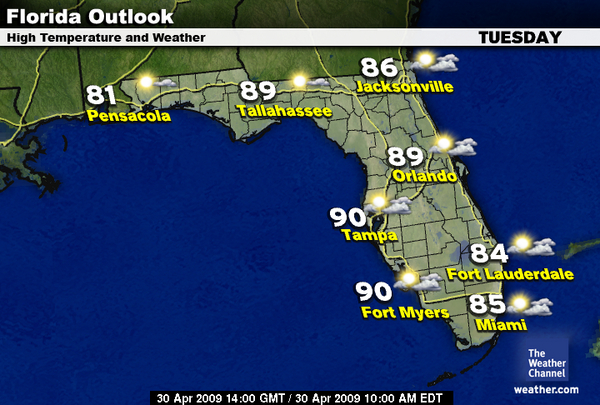 Florida Outlook
High Temperature and Weather
TUESDAY
86
Jacksonville
81
Pensacola
89
Tallahassee
89
Orlando
90
Tampa
84
Fort Lauderdale
90
Fort Myers
85
Miami
The
Weather
Channel
weather.com
30 Apr 2009 14:00 GMT / 30 Apr 2009 10:00 AM EDT